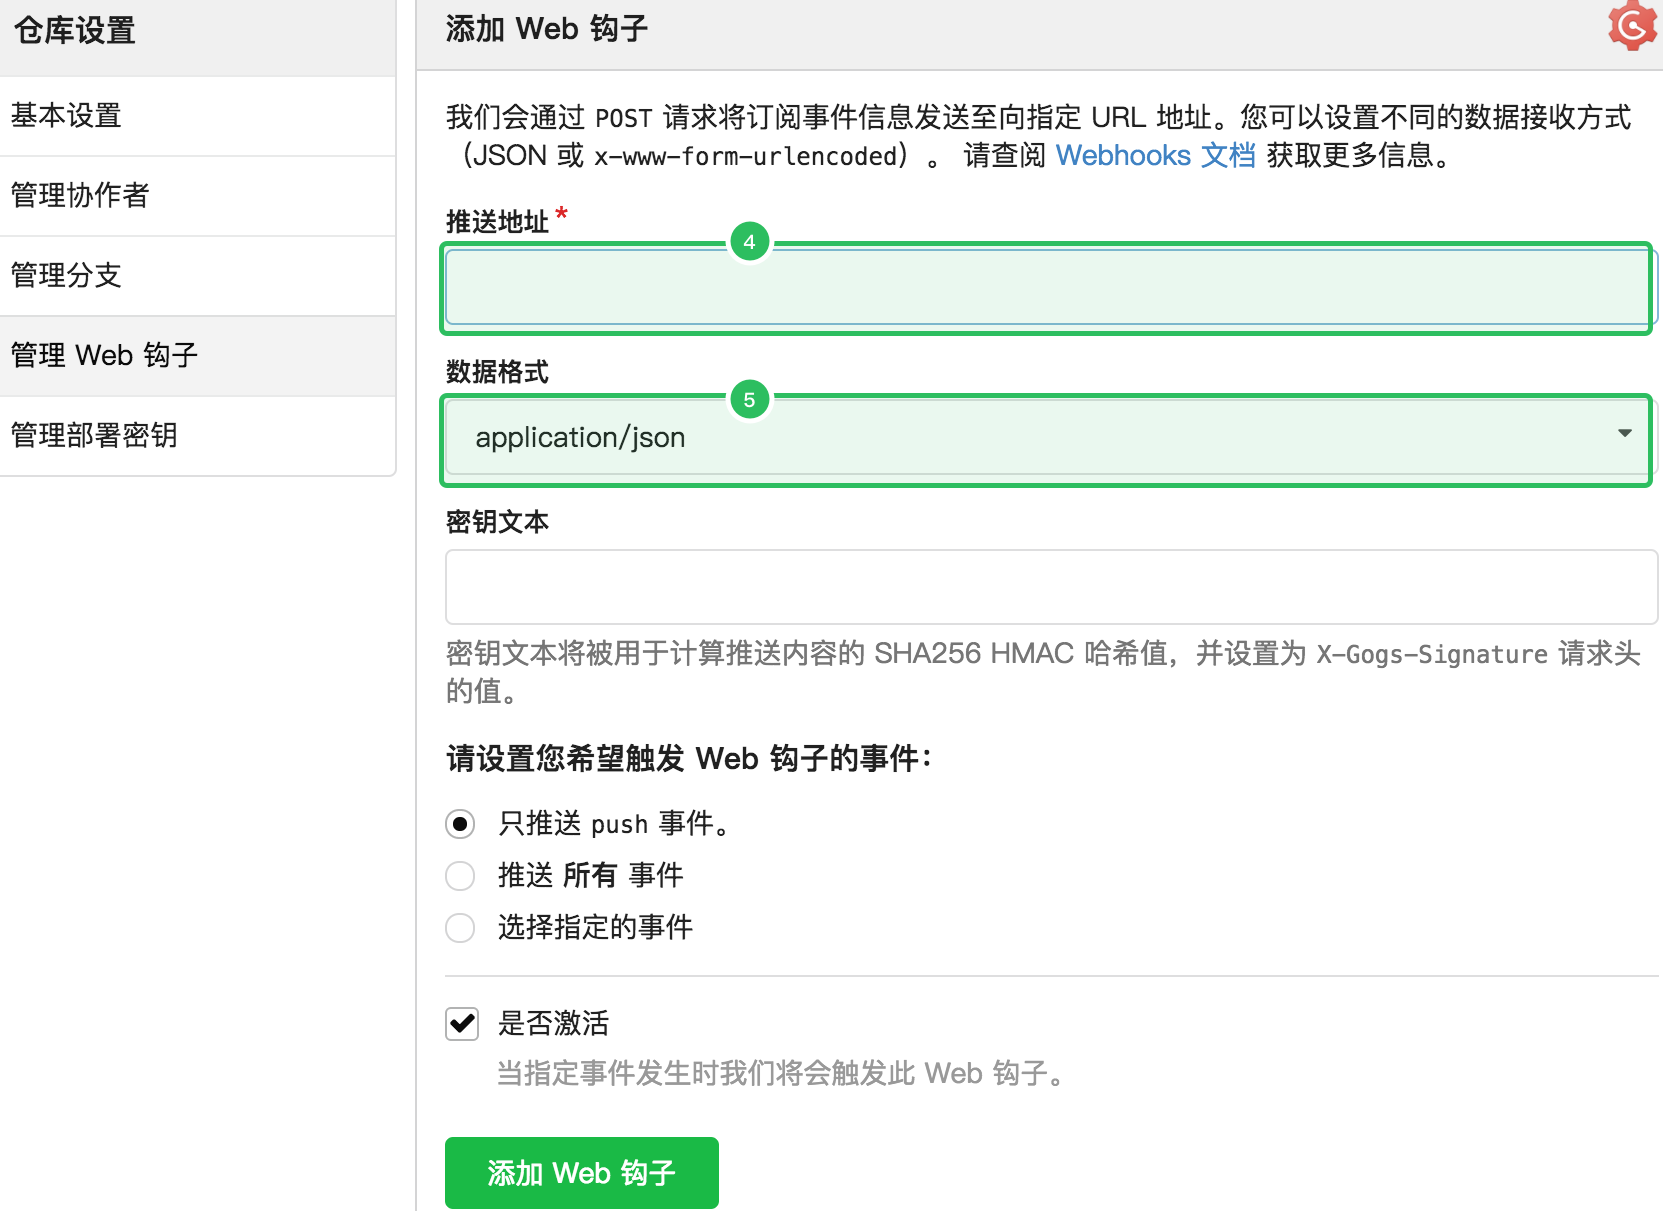 仓库设置
基本设置
管理协作者
管理分支
管理 Web 钩子
管理部署密钥
添加 Web 钩子
我们会通过 POST 请求将订阅事件信息发送至向指定 URL 地址。您可以设置不同的数据接收方式
（JSON 或 x-www-form-urlencoded）。 请查阅 Webhooks 文档 获取更多信息。
推送地址*
4
数据格式
5
application/json
密钥文本
密钥文本将被用于计算推送内容的 SHA256 HMAC 哈希值，并设置为 X-Gogs-Signature 请求头
的值。
请设置您希望触发 Web 钩子的事件：
只推送 push 事件。
推送 所有 事件
选择指定的事件
是否激活
当指定事件发生时我们将会触发此 Web 钩子。
添加 Web 钩子